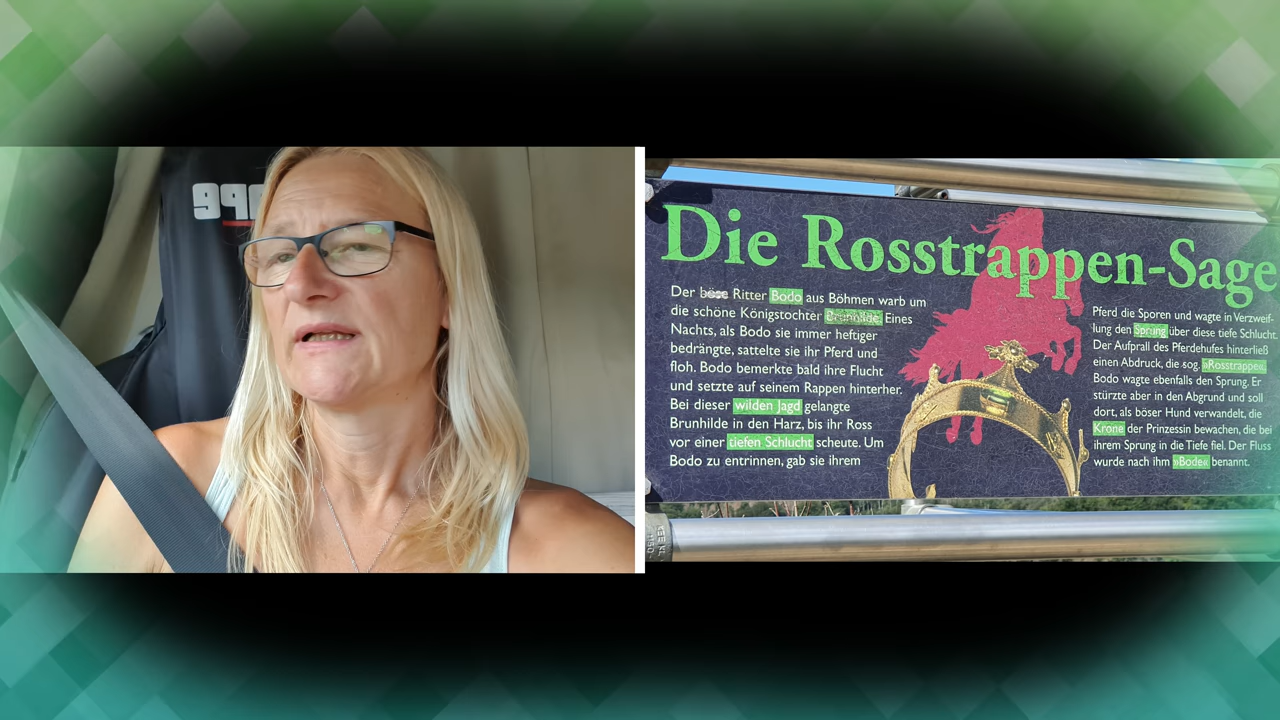 Die Rosstrappen-Sage
Der böse Ritter Bodo aus Böhmen warb um
die schöne Königstochter Brunhilde. Eines
Nachts, als Bodo sie immer heftiger
bedrängte, sattelte sie ihr Pferd und
floh. Bodo bemerkte bald ihre Flucht
und setzte auf seinem Rappen hinterher.
Bei dieser wilden Jagd gelangte
Brunhilde in den Harz, bis ihr Ross
vor einer tiefen Schlucht scheute. Um
Bodo zu entrinnen, gab sie ihrem
Pferd die Sporen und wagte in Verzweif-
lung den Sprung über diese tiefe Schlucht.
Der Aufprall des Pferdehufes hinterließ
einen Abdruck, die sog. »Rosstrappe«.
Bodo wagte ebenfalls den Sprung. Er
stürzte aber in den Abgrund und soll
dort, als böser Hund verwandelt, die
Krone der Prinzessin bewachen, die bei
ihrem Sprung in die Tiefe fiel. Der Fluss
wurde nach ihm »Bode« benannt.